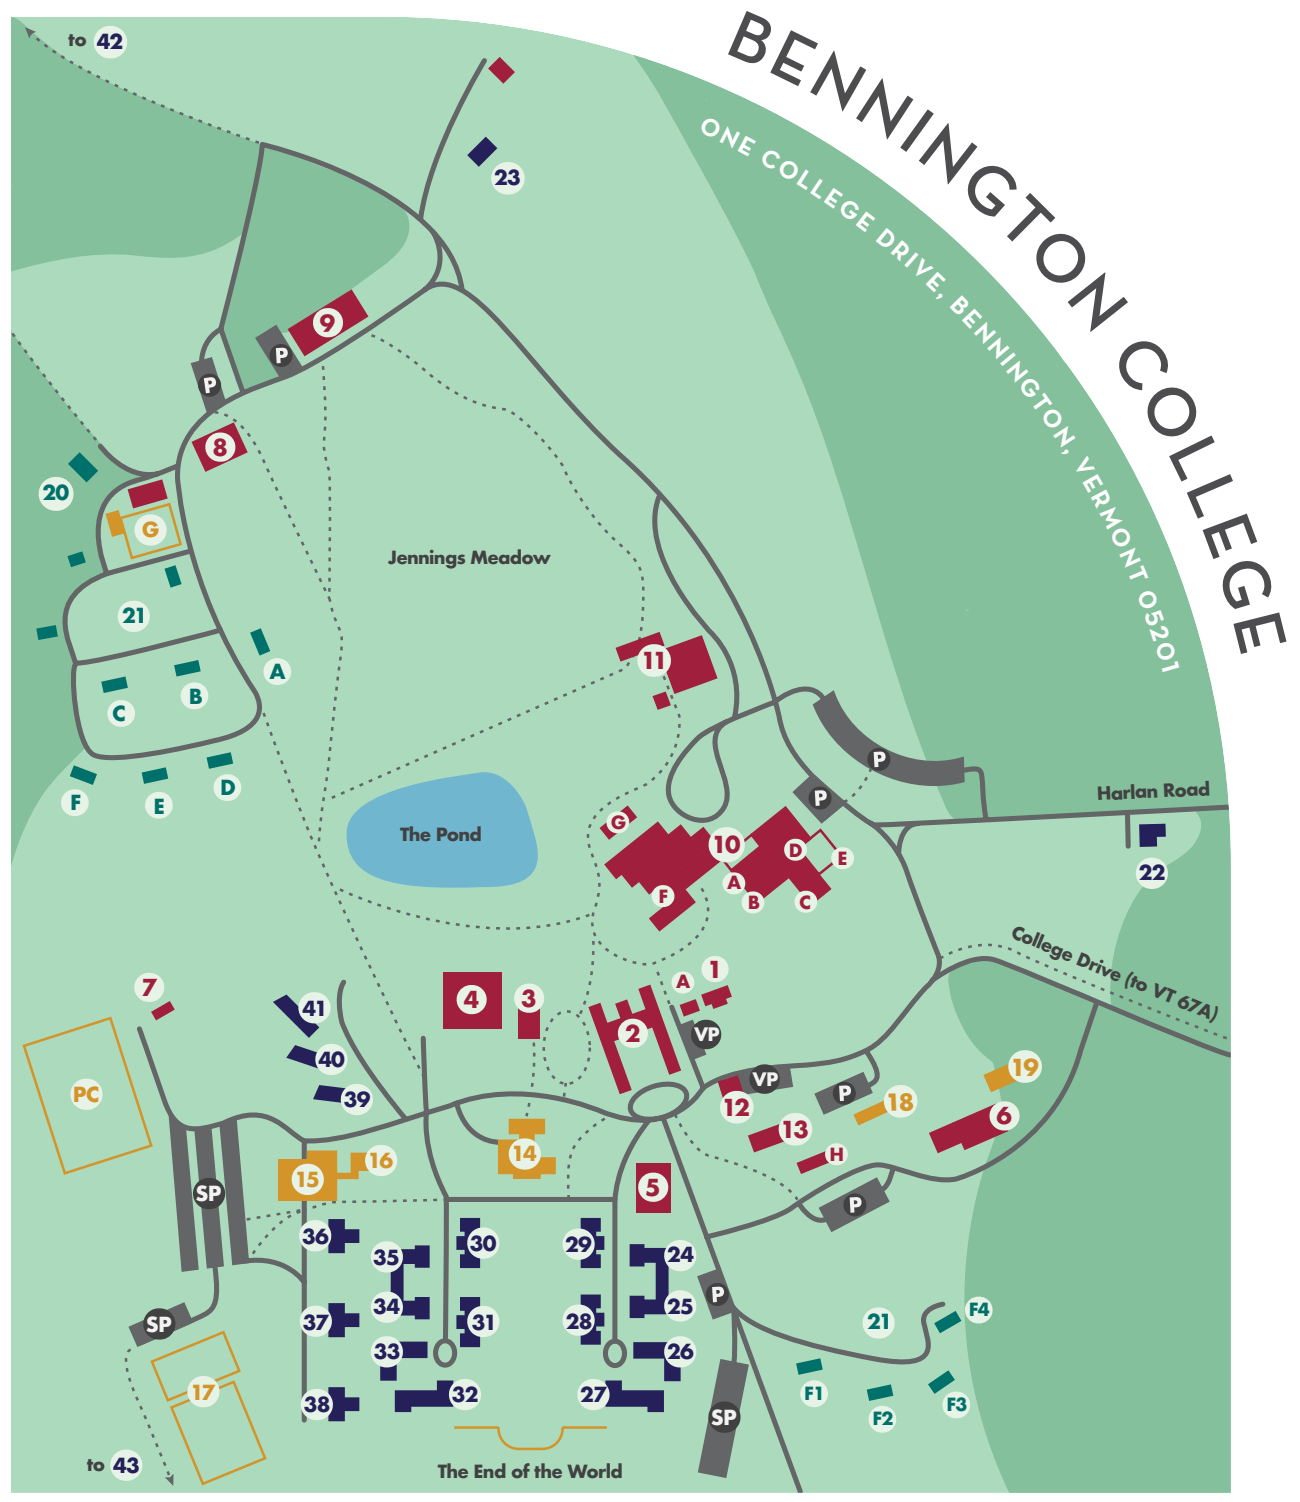 BENNINGTON COLLEGE
ONE COLLEGE DRIVE, BENNINGTON, VERMONT 05201
to 42
23
9
P
P
8
20
G
Jennings Meadow
21
A
B
C
D
E
F
11
P
P
Harlan Road
22
The Pond
G
10
D
E
A
B
C
F
College Drive (to VT 67A)
7
41
4
3
A
1
2
VP
40
39
PC
VP
12
P
18
19
6
13
H
14
16
15
5
SP
P
36
30
29
24
35
34
25
P
37
31
28
SP
33
26
21
F4
F1
F2
F3
17
38
32
27
SP
to 43
The End of the World